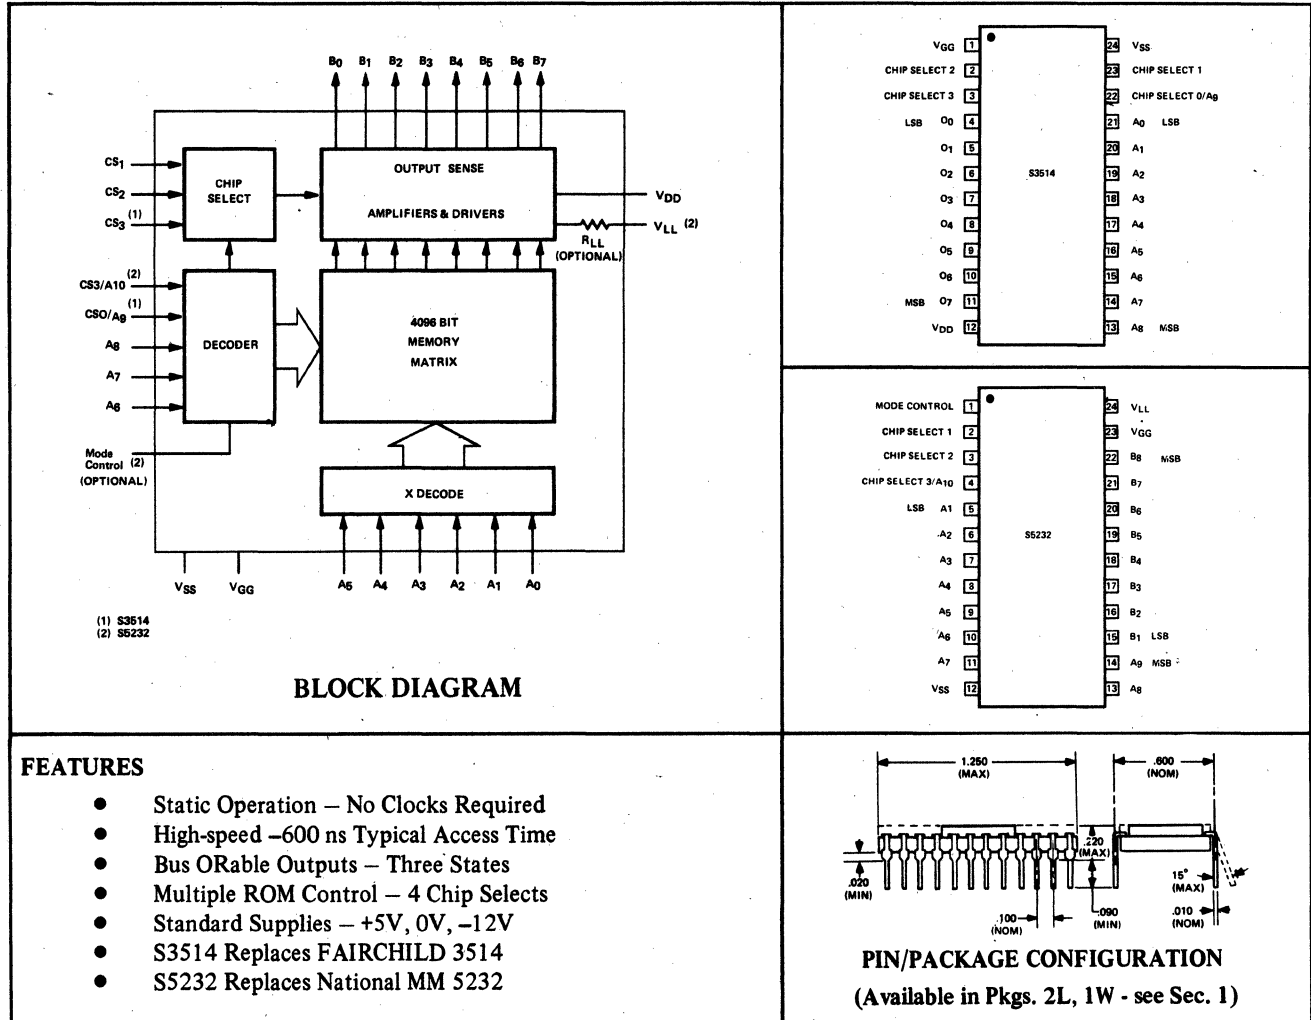 B0 B1 B2 B3 B4 B5 B6 B7
CS1
CS2
CS3 (1)
CHIP SELECT
OUTPUT SENSE
AMPLIFIERS & DRIVERS
VDD
VLL (2)
RLL
(OPTIONAL)
CS3/A10 (2)
CSO/A9 (1)
A8
A7
A6
DECODER
4096 BIT
MEMORY
MATRIX
Mode
Control (2)
(OPTIONAL)
X DECODE
VSS VGG A5 A4 A3 A2 A1 A0
(1) S3514
(2) S5232
BLOCK DIAGRAM
VGG 1 24 VSS
CHIP SELECT 2 2 23 CHIP SELECT 1
CHIP SELECT 3 3 22 CHIP SELECT 0/A9
LSB O0 4 21 A0 LSB
O1 5 20 A1
O2 6 S3514 19 A2
O3 7 18 A3
O4 8 17 A4
O5 9 16 A5
O6 10 15 A6
MSB O7 11 14 A7
VDD 12 13 A8 MSB
MODE CONTROL 1 24 VLL
CHIP SELECT 1 2 23 VGG
CHIP SELECT 2 3 22 B8 MSB
CHIP SELECT 3/A10 4 21 B7
LSB A1 5 20 B6
A2 6 S5232 19 B5
A3 7 18 B4
A4 8 17 B3
A5 9 16 B2
A6 10 15 B1 LSB
A7 11 14 A9 MSB
VSS 12 13 A8
FEATURES
● Static Operation – No Clocks Required
● High-speed –600 ns Typical Access Time
● Bus ORable Outputs – Three States
● Multiple ROM Control – 4 Chip Selects
● Standard Supplies – +5V, 0V, –12V
● S3514 Replaces FAIRCHILD 3514
● S5232 Replaces National MM 5232
1.250
(MAX)
.600
(NOM)
.220
(MAX)
.020
(MIN)
.100
(NOM)
.090
(MIN)
15°
(MAX)
.010
(NOM)
PIN/PACKAGE CONFIGURATION
(Available in Pkgs. 2L, 1W - see Sec. 1)